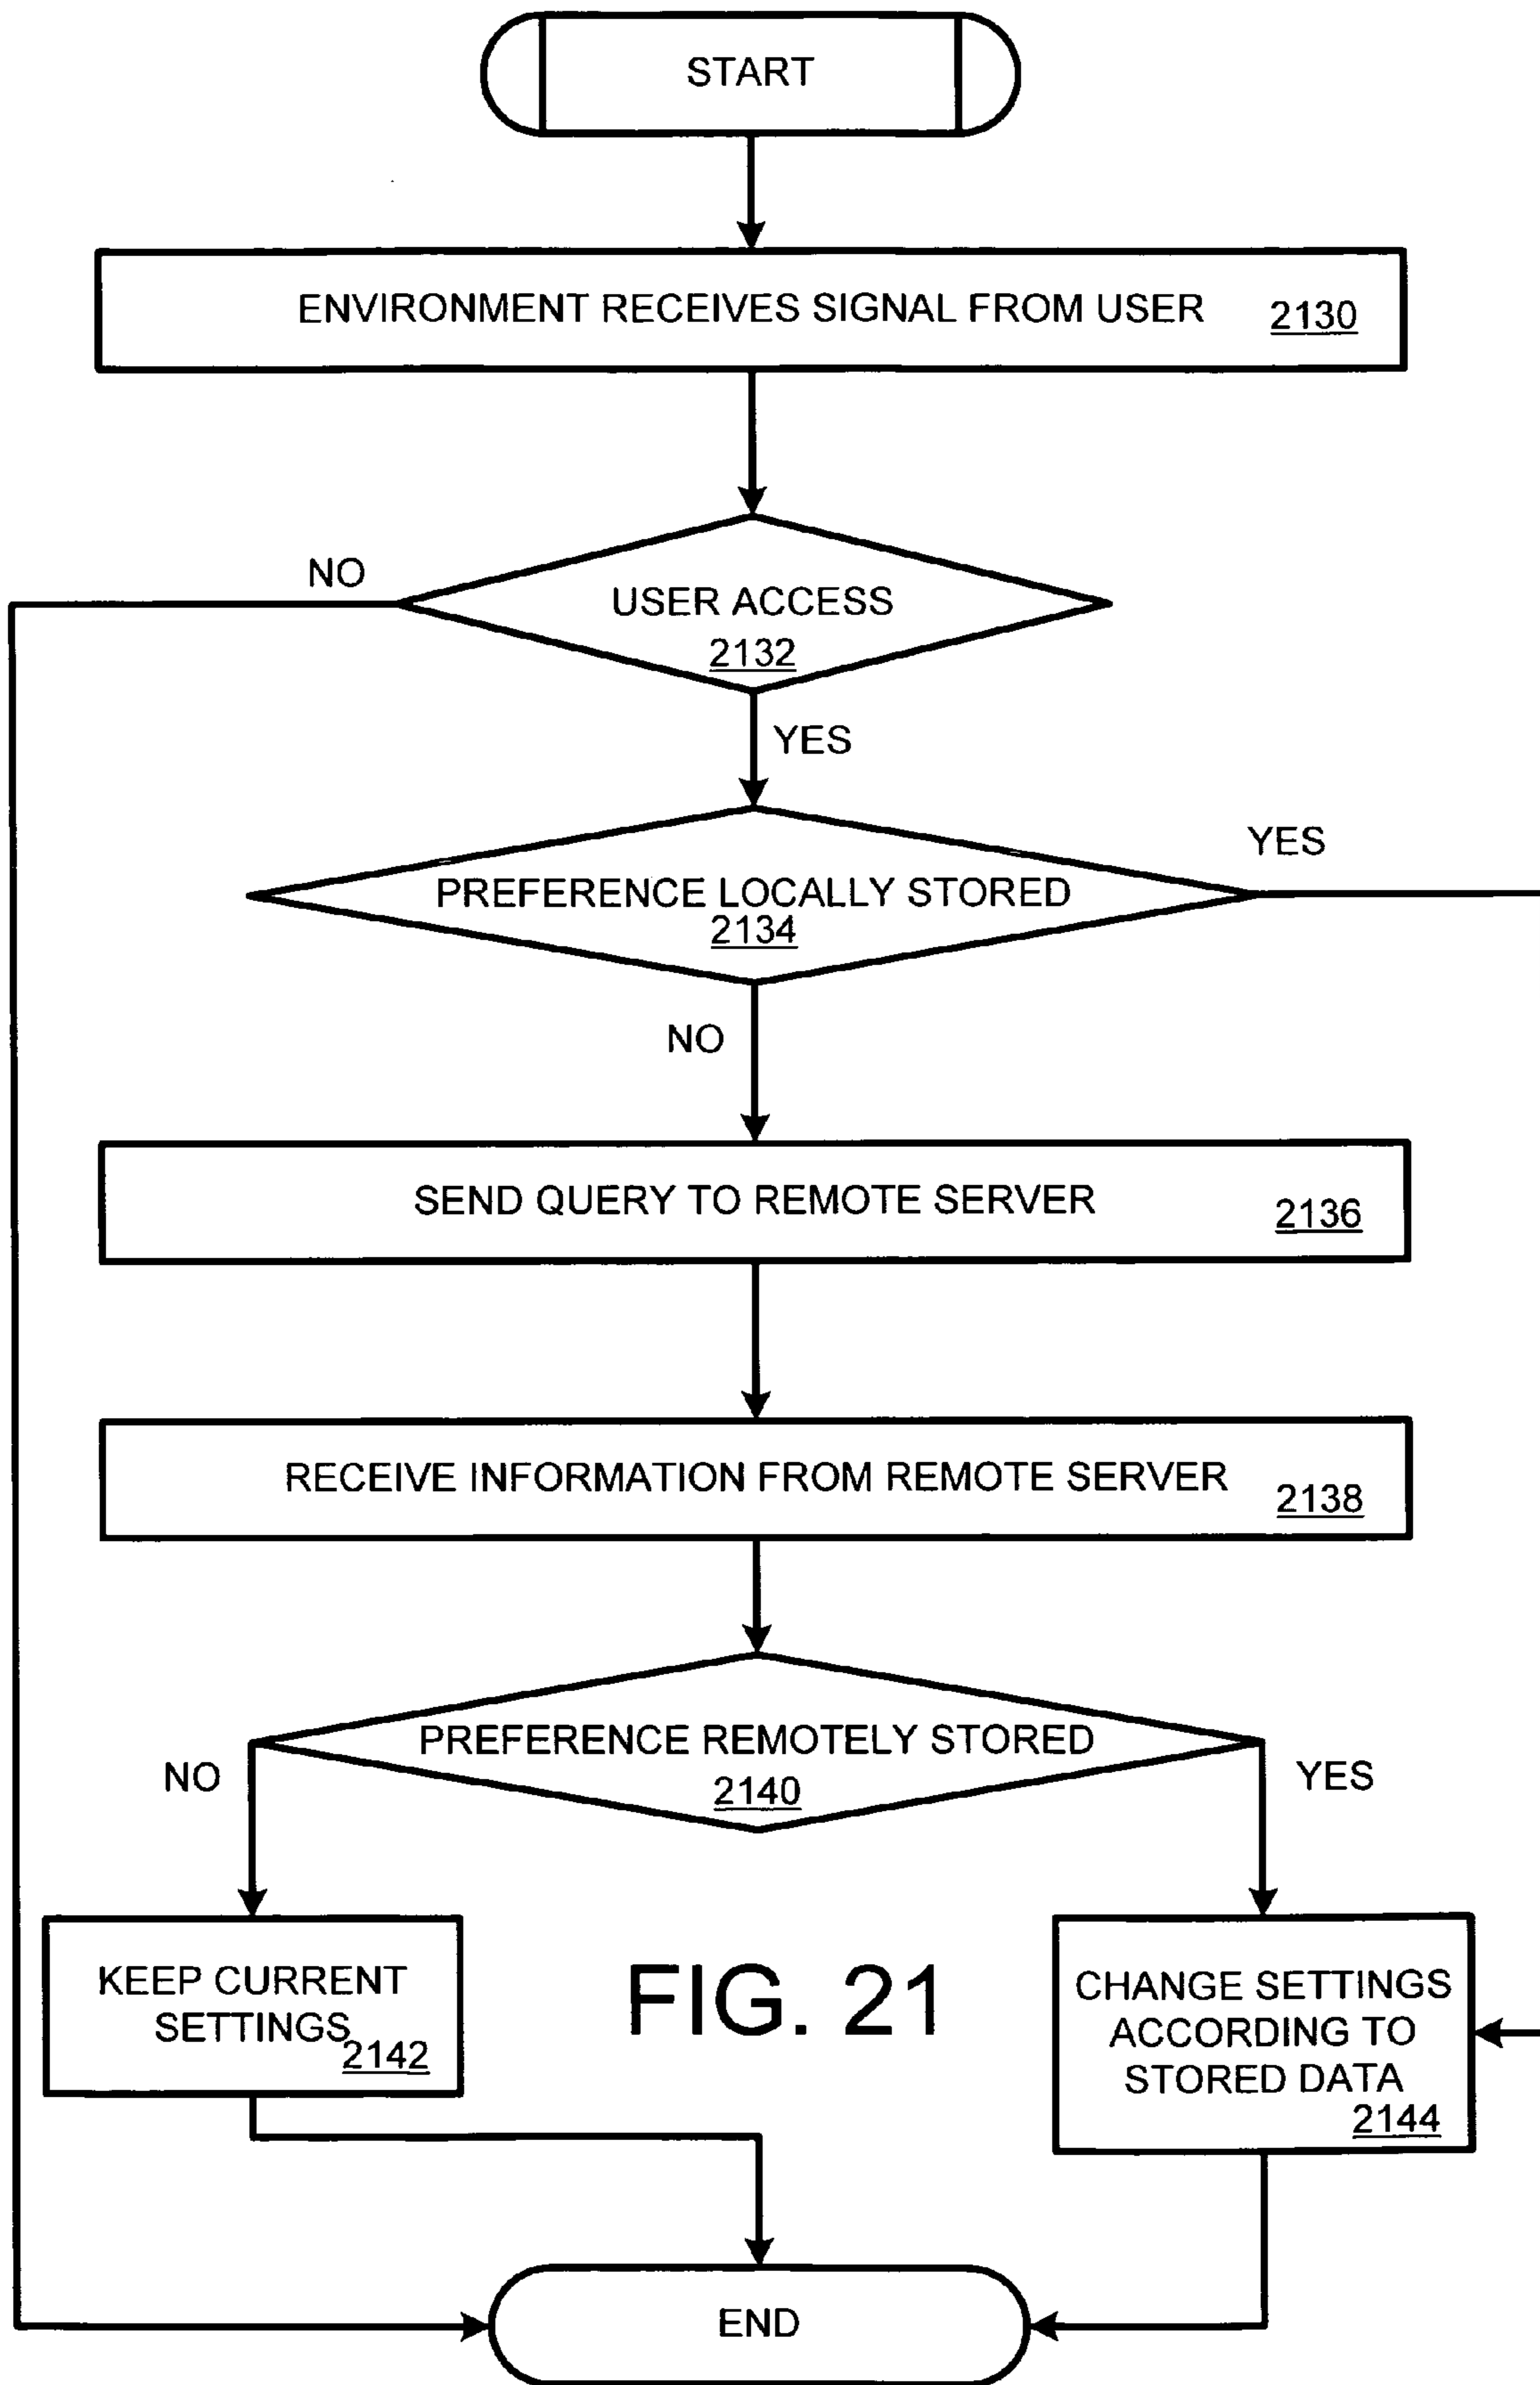 START
ENVIRONMENT RECEIVES SIGNAL FROM USER 2130
NO
USER ACCESS
2132
YES
YES
PREFERENCE LOCALLY STORED
2134
NO
SEND QUERY TO REMOTE SERVER 2136
RECEIVE INFORMATION FROM REMOTE SERVER 2138
PREFERENCE REMOTELY STORED
2140
NO
YES
KEEP CURRENT
SETTINGS
2142
FIG. 21
CHANGE SETTINGS
ACCORDING TO
STORED DATA
2144
END